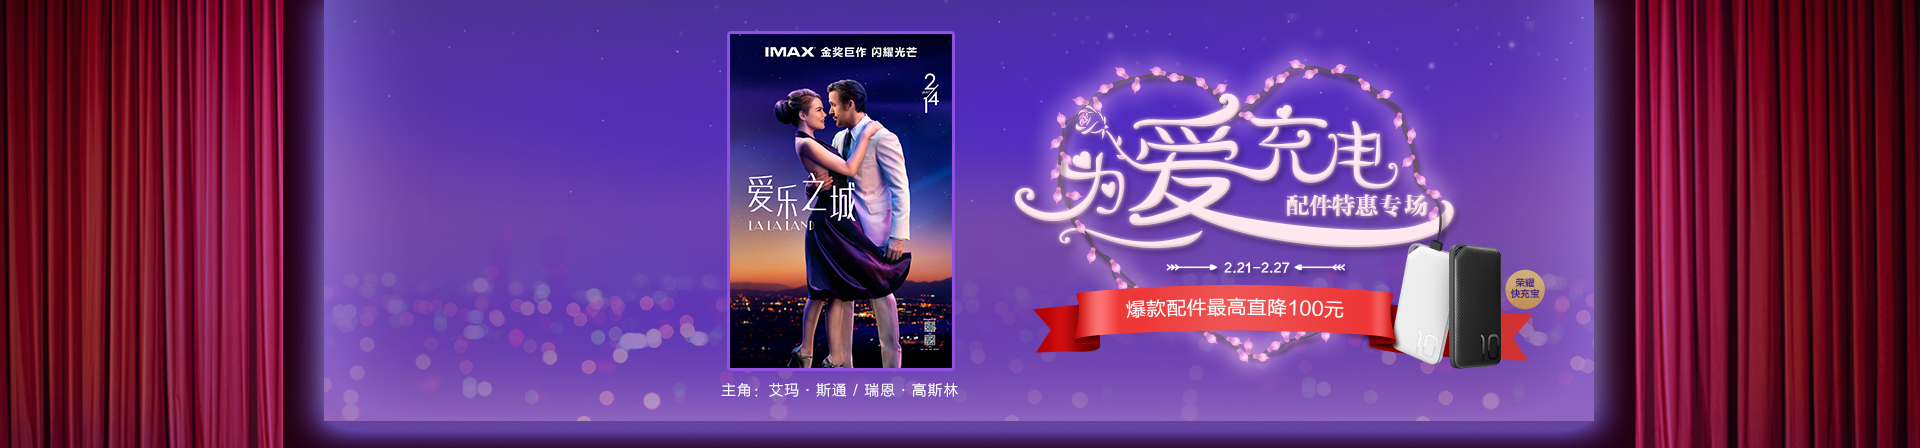 IMAX 金奖巨作 闪耀光芒
2
14
爱乐之城
LA LA LAND
主角：艾玛·斯通 / 瑞恩·高斯林
为爱充电
配件特惠专场
2.21-2.27
爆款配件最高直降100元
荣耀
快充宝
10
10